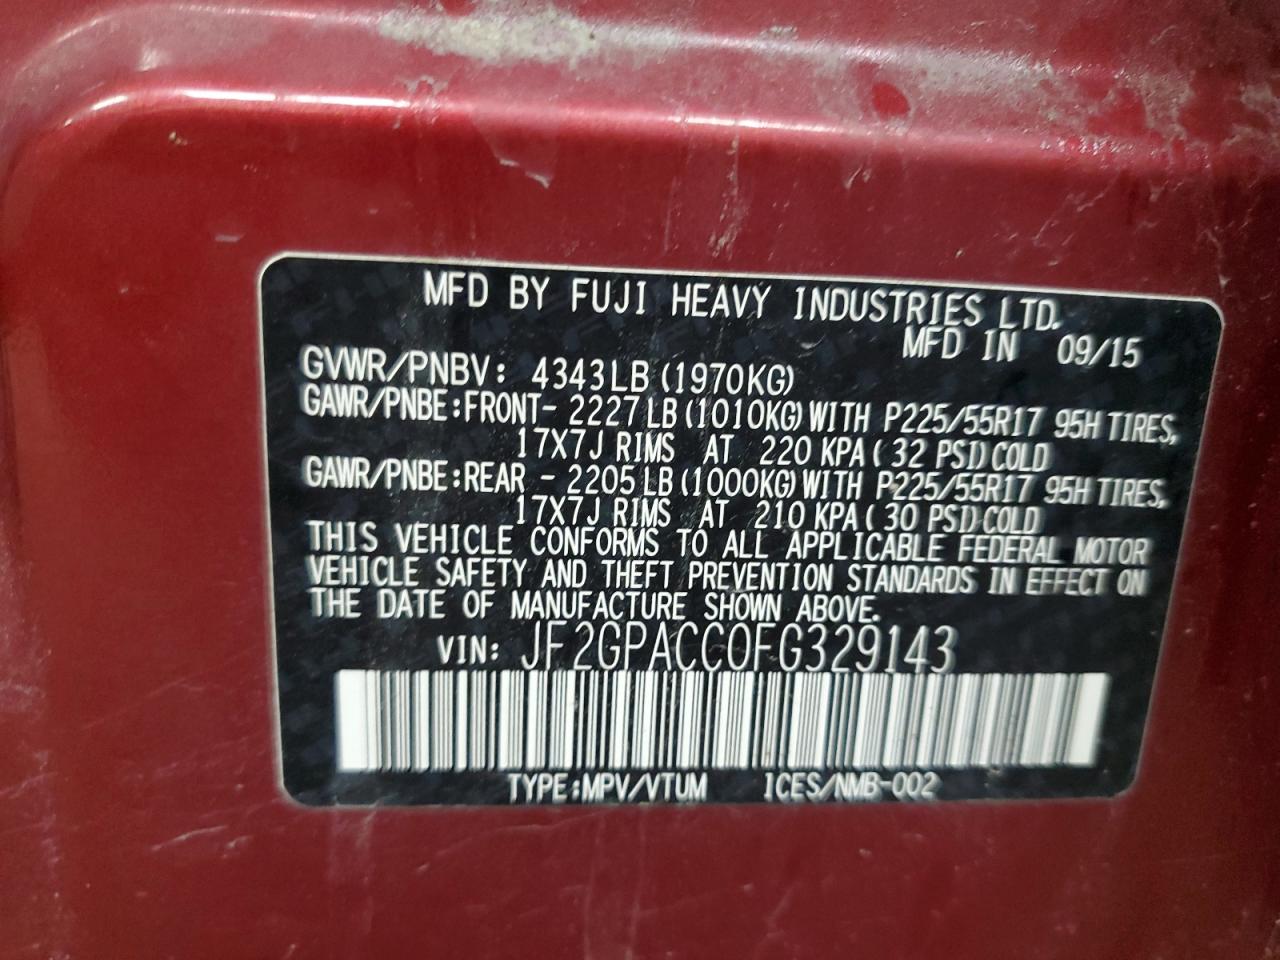 MFD BY FUJI HEAVY INDUSTRIES LTD.
MFD IN 09/15
GVWR/PNBV: 4343LB (1970KG)
GAWR/PNBE:FRONT- 2227 LB (1010KG) WITH P225/55R17 95H TIRES,
17X7J RIMS AT 220 KPA ( 32 PSI) COLD
GAWR/PNBE:REAR - 2205 LB (1000KG) WITH P225/55R17 95H TIRES,
17X7J RIMS AT 210 KPA ( 30 PSI) COLD
THIS VEHICLE CONFORMS TO ALL APPLICABLE FEDERAL MOTOR
VEHICLE SAFETY AND THEFT PREVENTION STANDARDS IN EFFECT ON
THE DATE OF MANUFACTURE SHOWN ABOVE.
VIN: JF2GPACC0FG329143
TYPE:MPV/VTUM ICES/NMB-002